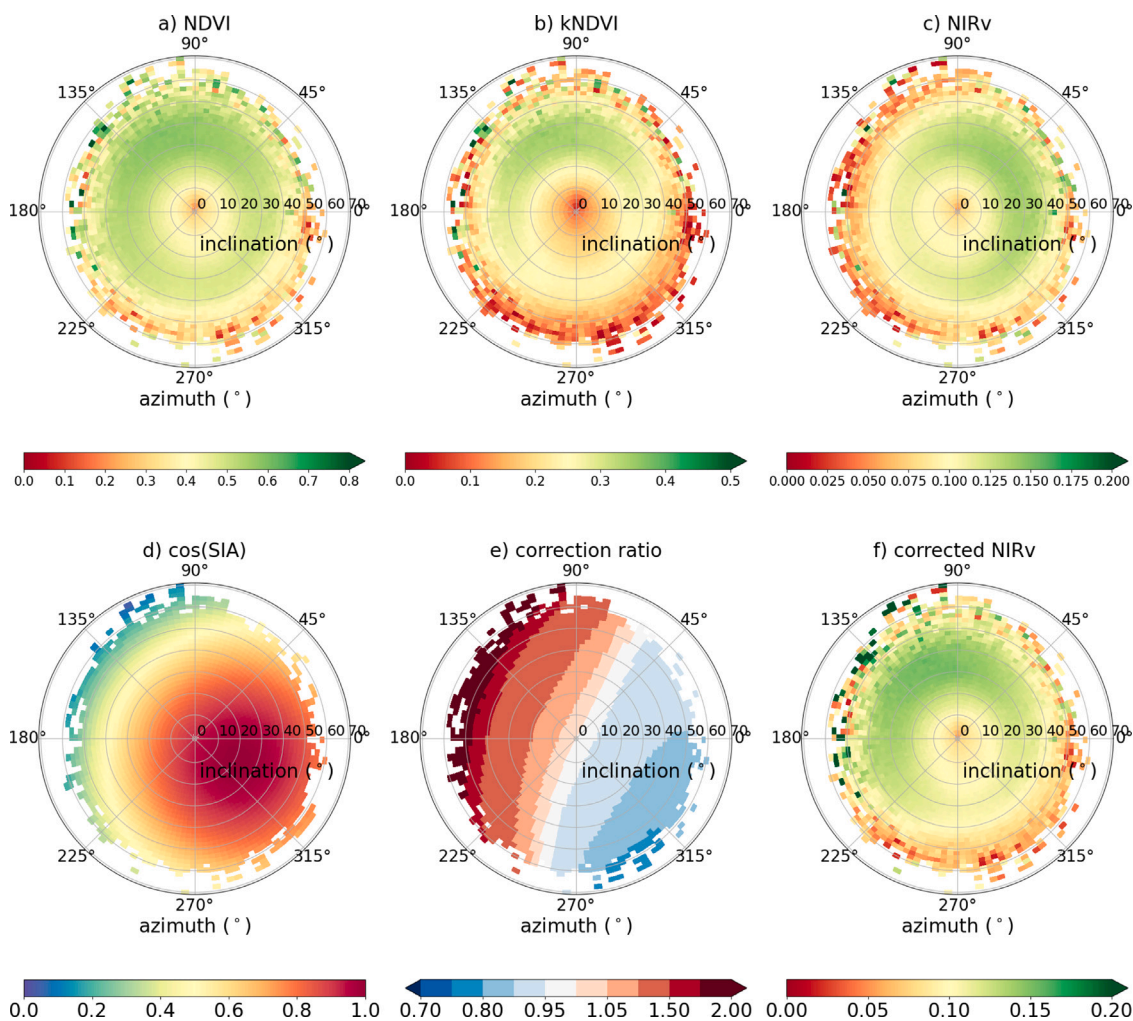 a) NDVI
b) kNDVI
c) NIRv
90° 90° 90°
135° 45° 135° 45° 135° 45°
180° 0 10 20 30 40 50 60 70 0° 180° 0 10 20 30 40 50 60 70 0° 180° 0 10 20 30 40 50 60 70 0°
inclination (°) inclination (°) inclination (°)
225° 315° 225° 315° 225° 315°
270° 270° 270°
azimuth (°) azimuth (°) azimuth (°)
0.0 0.1 0.2 0.3 0.4 0.5 0.6 0.7 0.8
0.0 0.1 0.2 0.3 0.4 0.5
0.000 0.025 0.050 0.075 0.100 0.125 0.150 0.175 0.200
d) cos(SIA)
e) correction ratio
f) corrected NIRv
90° 90° 90°
135° 45° 135° 45° 135° 45°
180° 0 10 20 30 40 50 60 70 0° 180° 0 10 20 30 40 50 60 70 0° 180° 0 10 20 30 40 50 60 70 0°
inclination (°) inclination (°) inclination (°)
225° 315° 225° 315° 225° 315°
270° 270° 270°
azimuth (°) azimuth (°) azimuth (°)
0.0 0.2 0.4 0.6 0.8 1.0
0.70 0.80 0.95 1.05 1.50 2.00
0.00 0.05 0.10 0.15 0.20